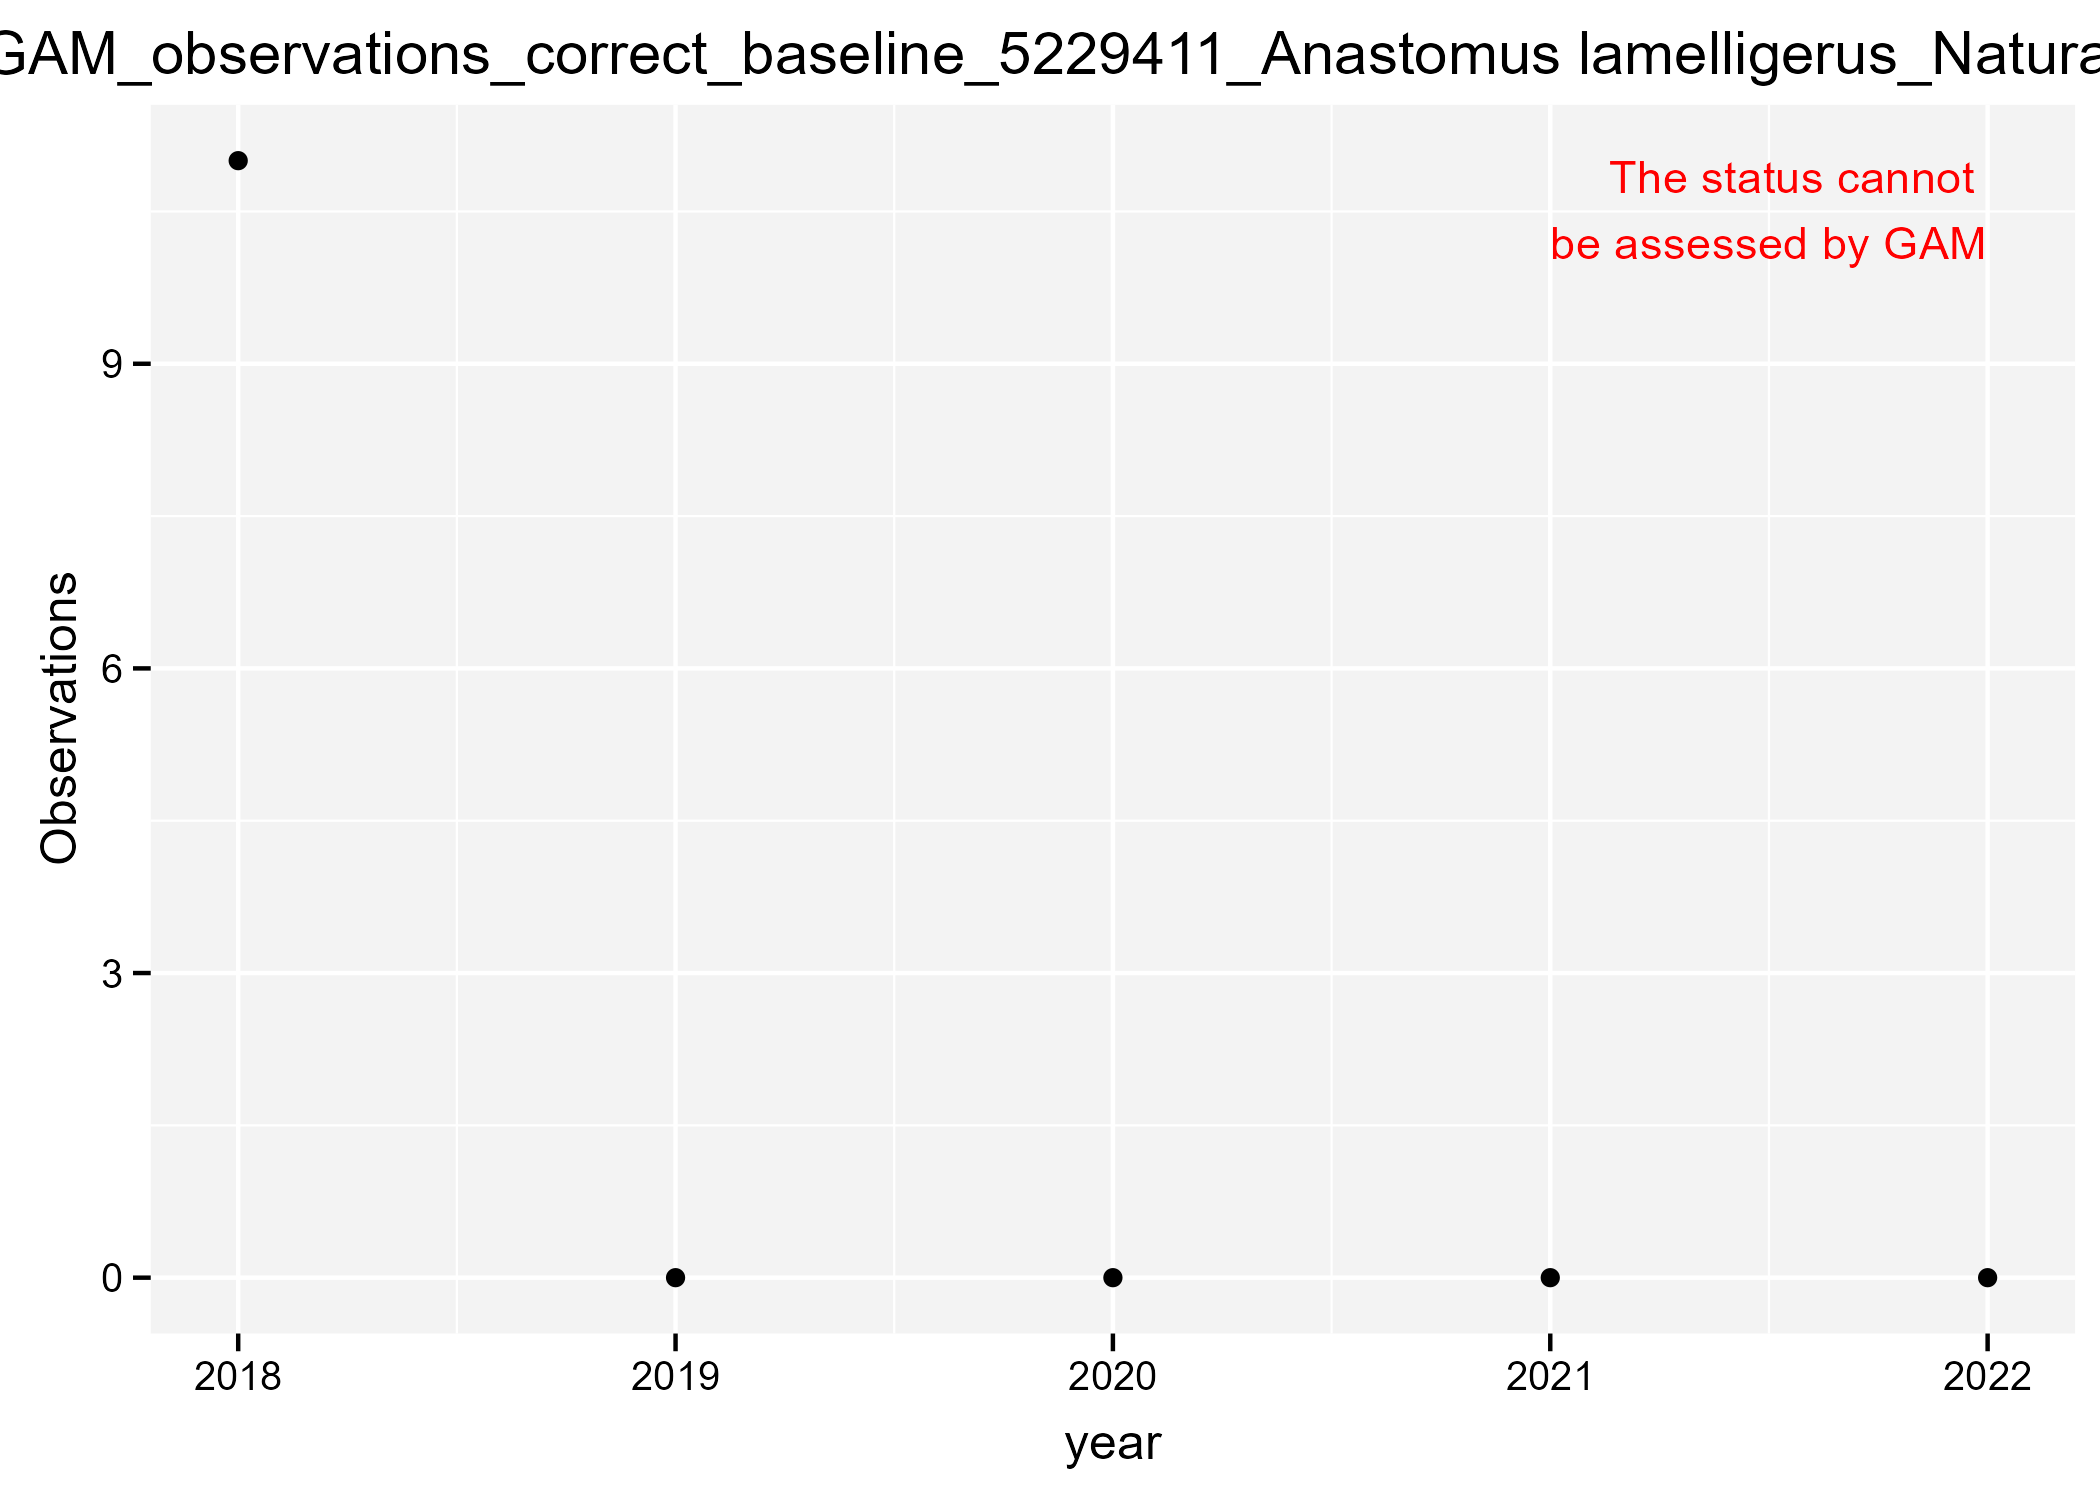 GAM_observations_correct_baseline_5229411_Anastomus lamelligerus_Natura
The status cannot
be assessed by GAM
Observations
9
6
3
0
2018 2019 2020 2021 2022
year